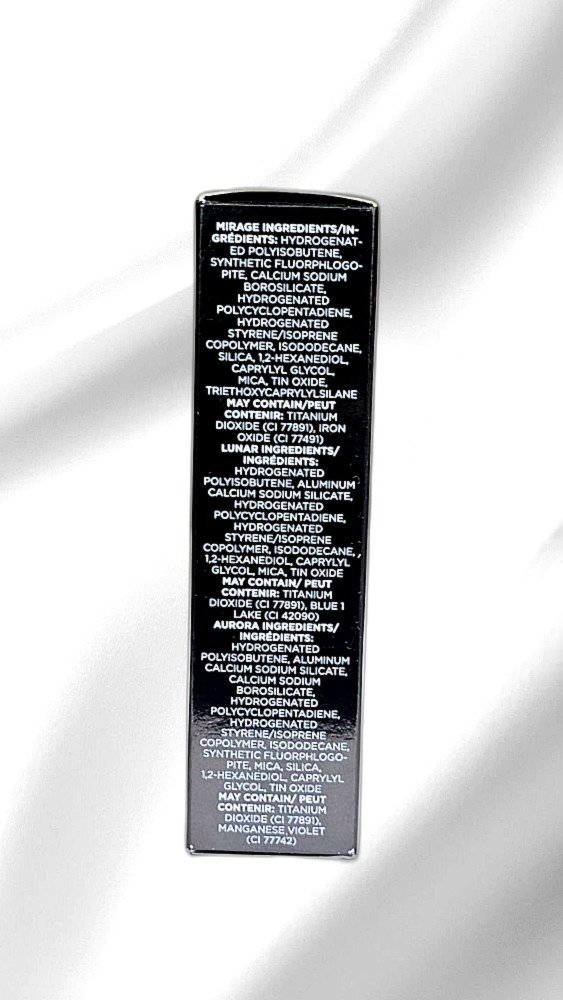 MIRAGE INGREDIENTS/IN-
GRÉDIENTS: HYDROGENAT-
ED POLYISOBUTENE,
SYNTHETIC FLUORPHLOGO-
PITE, CALCIUM SODIUM
BOROSILICATE,
HYDROGENATED
POLYCYCLOPENTADIENE,
HYDROGENATED
STYRENE/ISOPRENE
COPOLYMER, ISODODECANE,
SILICA, 1,2-HEXANEDIOL,
CAPRYLYL GLYCOL,
MICA, TIN OXIDE,
TRIETHOXYCAPRYLYLSILANE
MAY CONTAIN/PEUT
CONTENIR: TITANIUM
DIOXIDE (CI 77891), IRON
OXIDE (CI 77491)
LUNAR INGREDIENTS/
INGRÉDIENTS:
HYDROGENATED
POLYISOBUTENE, ALUMINUM
CALCIUM SODIUM SILICATE,
HYDROGENATED
POLYCYCLOPENTADIENE,
HYDROGENATED
STYRENE/ISOPRENE
COPOLYMER, ISODODECANE,
1,2-HEXANEDIOL, CAPRYLYL
GLYCOL, MICA, TIN OXIDE
MAY CONTAIN/ PEUT
CONTENIR: TITANIUM
DIOXIDE (CI 77891), BLUE 1
LAKE (CI 42090)
AURORA INGREDIENTS/
INGRÉDIENTS:
HYDROGENATED
POLYISOBUTENE, ALUMINUM
CALCIUM SODIUM SILICATE,
CALCIUM SODIUM
BOROSILICATE,
HYDROGENATED
POLYCYCLOPENTADIENE,
HYDROGENATED
STYRENE/ISOPRENE
COPOLYMER, ISODODECANE,
SYNTHETIC FLUORPHLOGO-
PITE, MICA, SILICA,
1,2-HEXANEDIOL, CAPRYLYL
GLYCOL, TIN OXIDE
MAY CONTAIN/ PEUT
CONTENIR: TITANIUM
DIOXIDE (CI 77891),
MANGANESE VIOLET
(CI 77742)